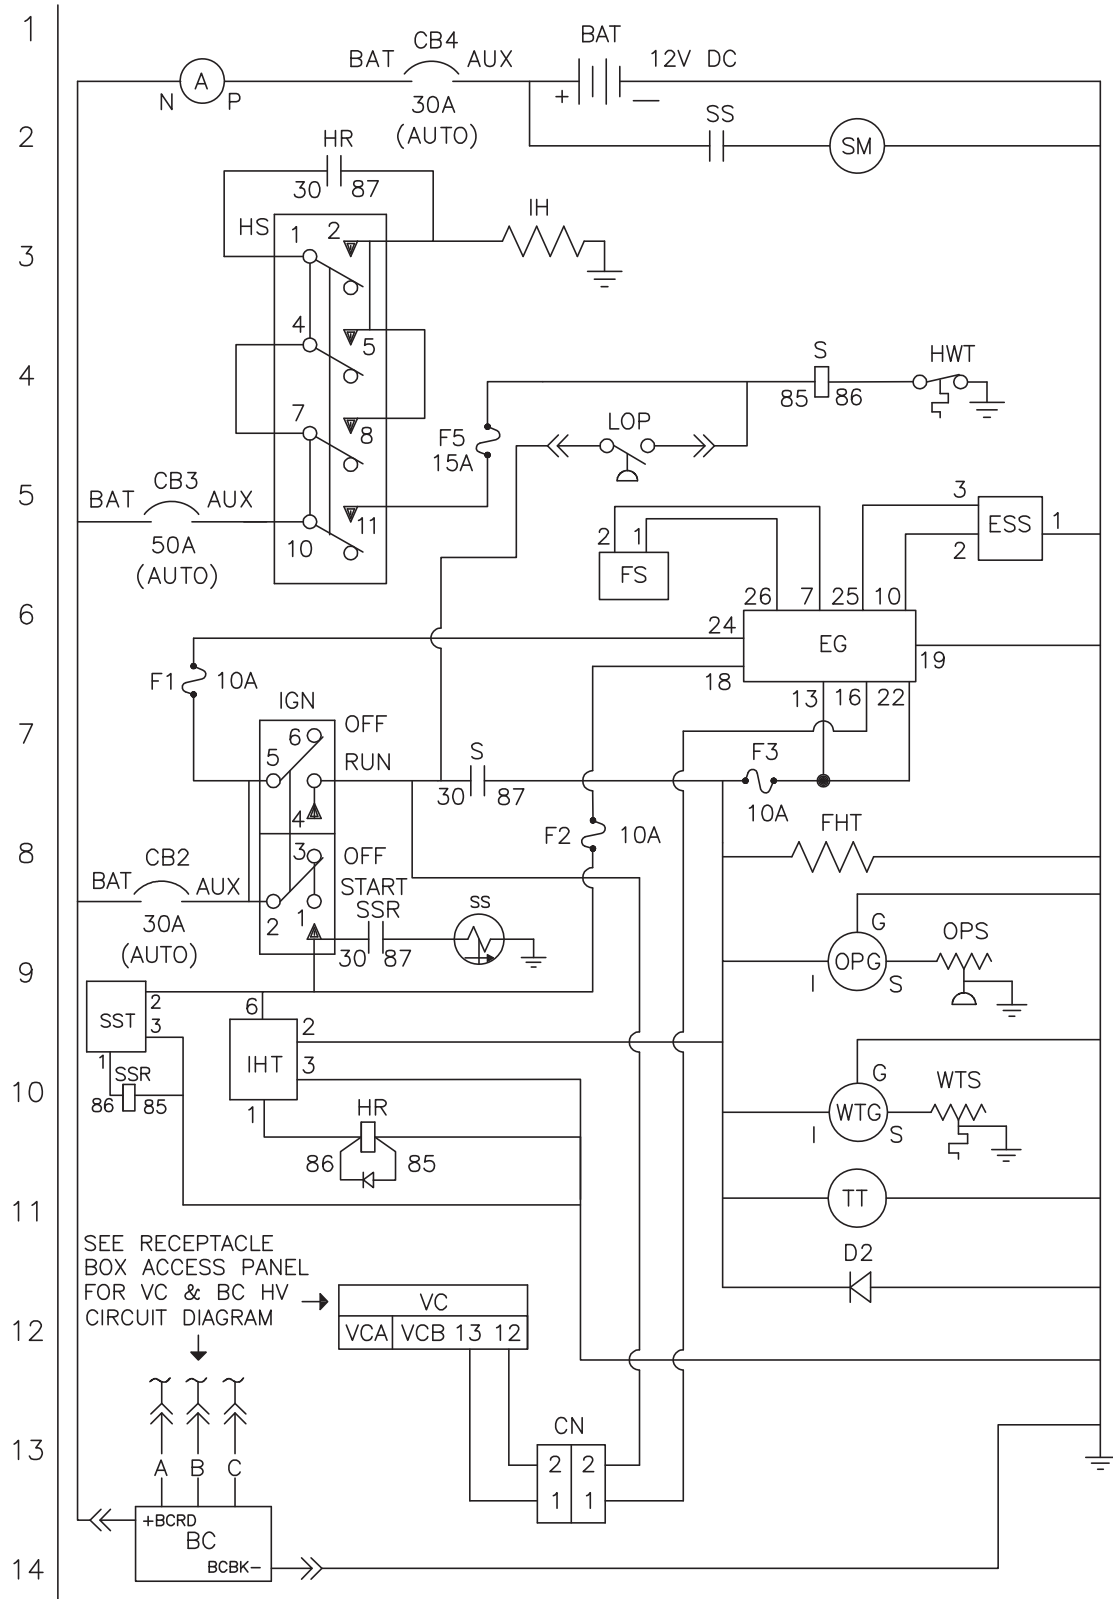 1
BAT
CB4
BAT
AUX
12V DC
A
N
P
30A
+
—
(AUTO)
2
SS
SM
HR
30
87
HS
1
2
IH
3
4
5
S
HWT
4
85
86
7
8
LOP
F5
15A
CB3
BAT
AUX
5
50A
(AUTO)
10
11
3
ESS
1
2
2
1
FS
6
26
7
25
10
24
EG
19
18
13
16
22
F1
10A
IGN
OFF
7
6
5
RUN
S
F3
4
30
87
10A
F2
10A
FHT
8
CB2
3
OFF
BAT
AUX
START
30A
(AUTO)
2
1
SSR
SS
30
87
G
OPS
OPG
I
S
9
SST
2
3
6
2
IHT
3
1
1
SSR
86
85
10
HR
86
85
G
WTS
WTG
I
S
11
TT
D2
SEE RECEPTACLE
BOX ACCESS PANEL
FOR VC & BC HV
CIRCUIT DIAGRAM
VC
12
VCA
VCB
13
12
CN
13
A
B
C
2
2
1
1
+BCRD
BC
BCBK−
14